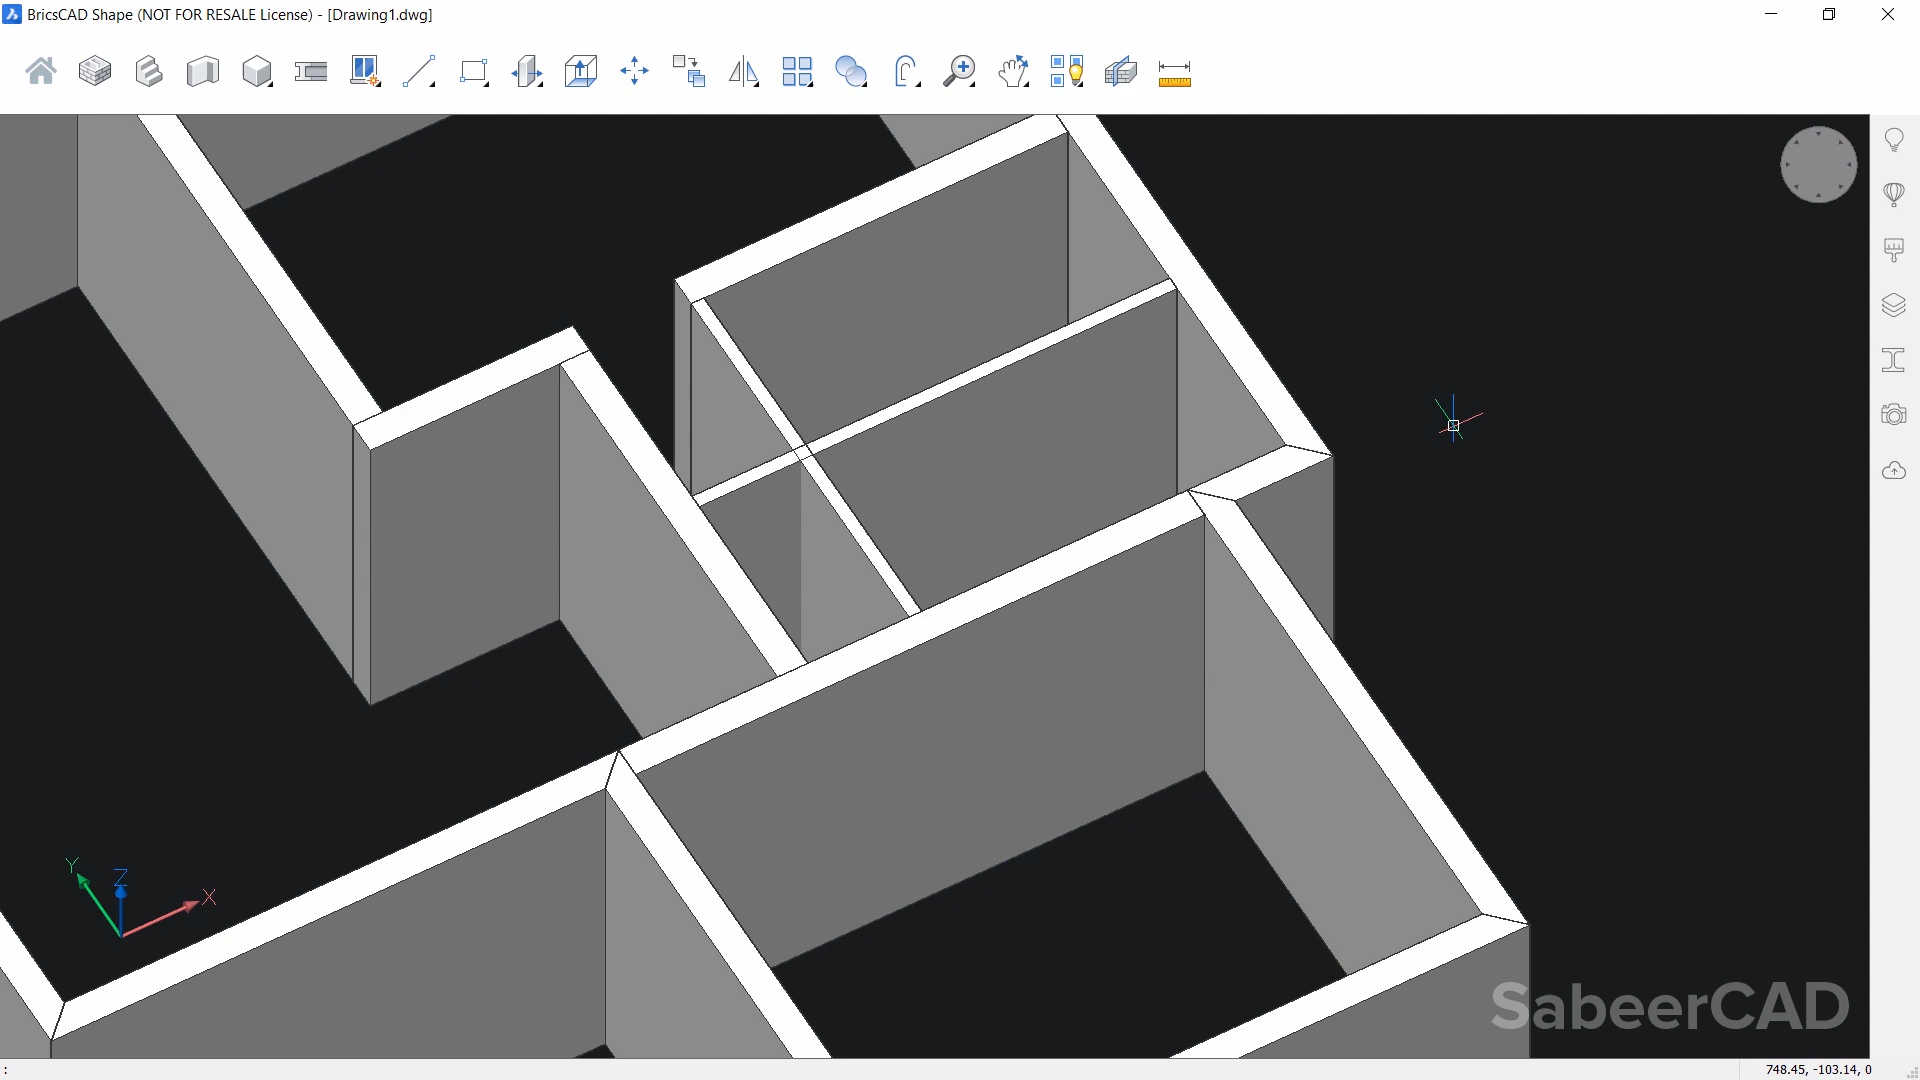 BricsCAD Shape (NOT FOR RESALE License) - [Drawing1.dwg]
Y
Z
X
SabeerCAD
:
748.45, -103.14, 0